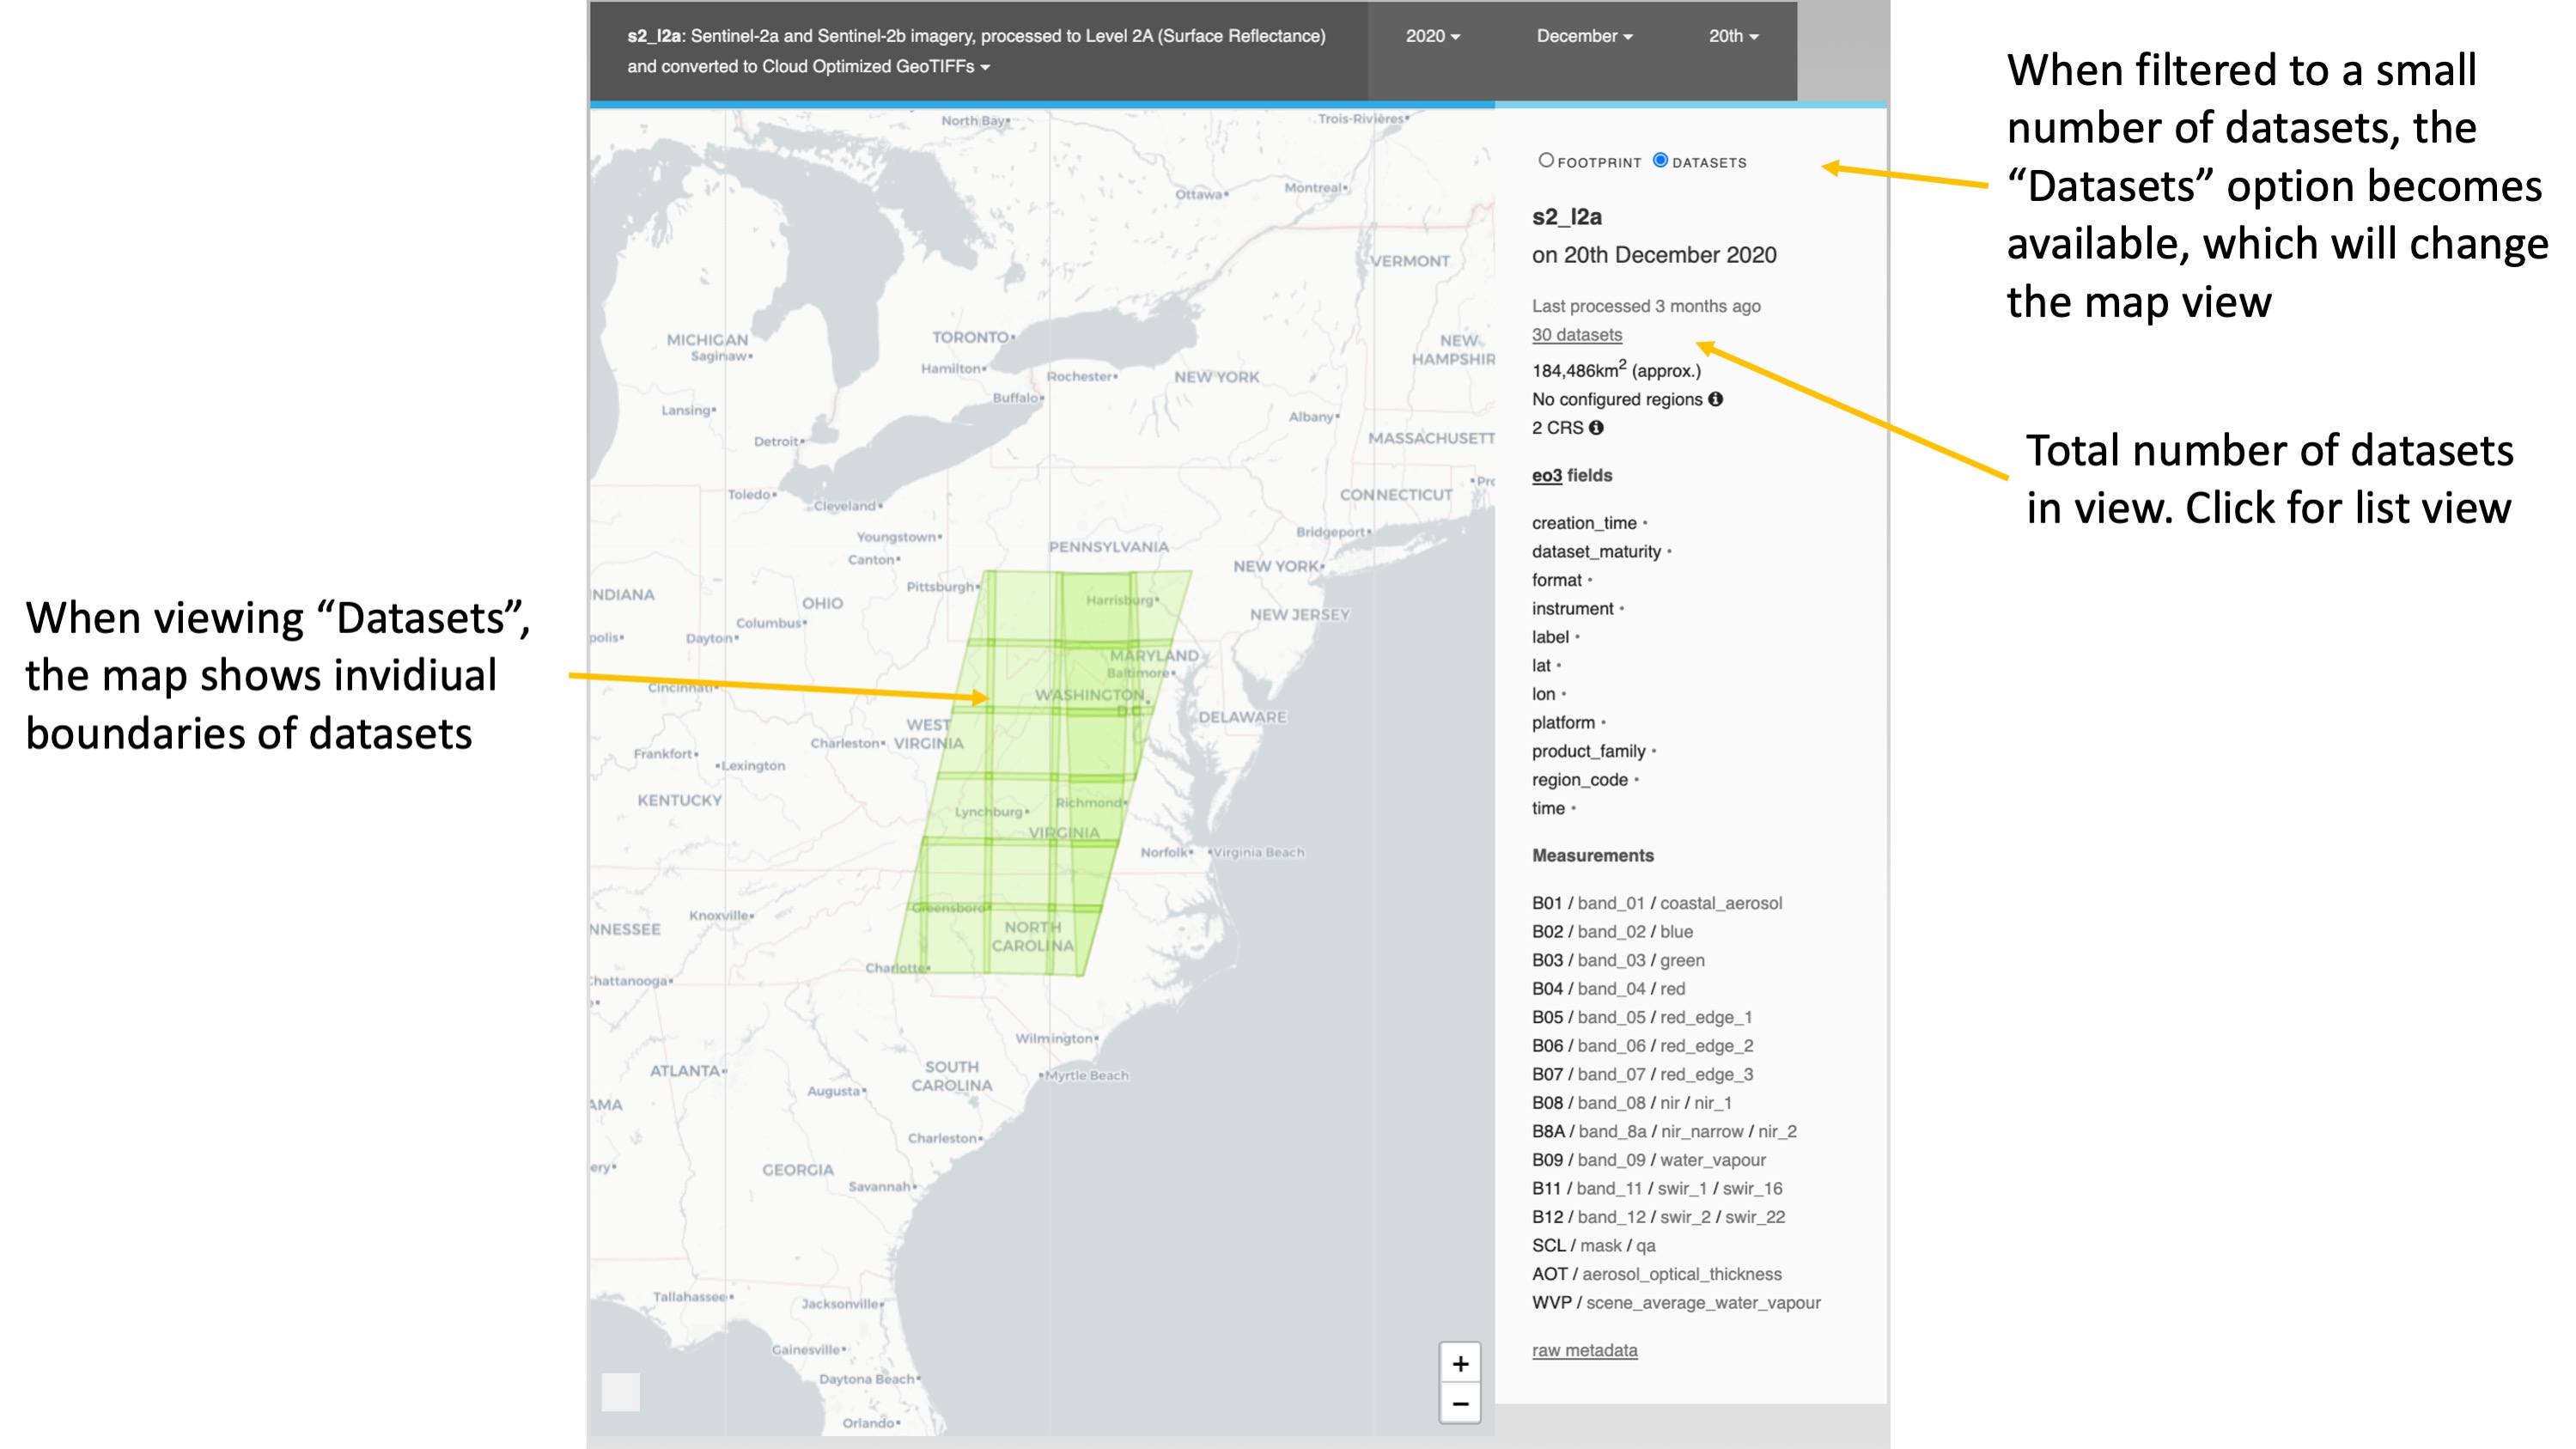 s2_l2a: Sentinel-2a and Sentinel-2b imagery, processed to Level 2A (Surface Reflectance)
and converted to Cloud Optimized GeoTIFFs
2020
December
20th
When filtered to a small
number of datasets, the
“Datasets” option becomes
available, which will change
the map view
FOOTPRINT DATASETS
s2_l2a
on 20th December 2020
Last processed 3 months ago
30 datasets
184,486km2 (approx.)
No configured regions
2 CRS
Total number of datasets
in view. Click for list view
eo3 fields
creation_time •
dataset_maturity •
format •
instrument •
label •
lat •
lon •
platform •
product_family •
region_code •
time •
Measurements
B01 / band_01 / coastal_aerosol
B02 / band_02 / blue
B03 / band_03 / green
B04 / band_04 / red
B05 / band_05 / red_edge_1
B06 / band_06 / red_edge_2
B07 / band_07 / red_edge_3
B08 / band_08 / nir / nir_1
B8A / band_8a / nir_narrow / nir_2
B09 / band_09 / water_vapour
B11 / band_11 / swir_1 / swir_16
B12 / band_12 / swir_2 / swir_22
SCL / mask / qa
AOT / aerosol_optical_thickness
WVP / scene_average_water_vapour
raw metadata
When viewing “Datasets”,
the map shows invidiual
boundaries of datasets
North Bay
Trois-Rivières
Ottawa
Montreal
VERMONT
MICHIGAN
Saginaw
TORONTO
NEW
HAMPSHIR
Hamilton
Rochester
NEW YORK
Buffalo
Lansing
Albany
Detroit
MASSACHUSETT
Toledo
Cleveland
CONNECTICUT
Pro
Youngstown
Bridgeport
Canton
PENNSYLVANIA
NEW YORK
Pittsburgh
INDIANA
OHIO
Harrisburg
NEW JERSEY
Columbus
polis
Dayton
MARYLAND
Baltimore
Cincinnati
WASHINGTON,
D.C.
DELAWARE
WEST
VIRGINIA
Charleston
Frankfort
Lexington
KENTUCKY
Lynchburg
Richmond
VIRGINIA
Norfolk
Virginia Beach
Greensboro
Knoxville
NNESSEE
NORTH
CAROLINA
Charlotte
Chattanooga
Wilmington
SOUTH
CAROLINA
ATLANTA
Myrtle Beach
Augusta
AMA
Charleston
ery
GEORGIA
Savannah
Tallahassee
Jacksonville
Gainesville
Daytona Beach
Orlando
+
−